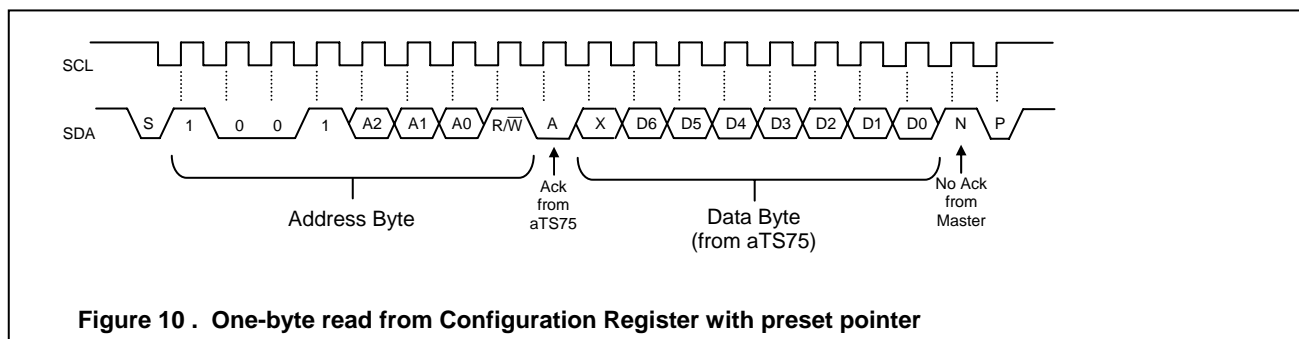 SCL
SDA
S 1 0 0 1 A2 A1 A0 R/W̅ A X D6 D5 D4 D3 D2 D1 D0 N P
Address Byte
Ack
from
aTS75
Data Byte
(from aTS75)
No Ack
from
Master
Figure 10 . One-byte read from Configuration Register with preset pointer